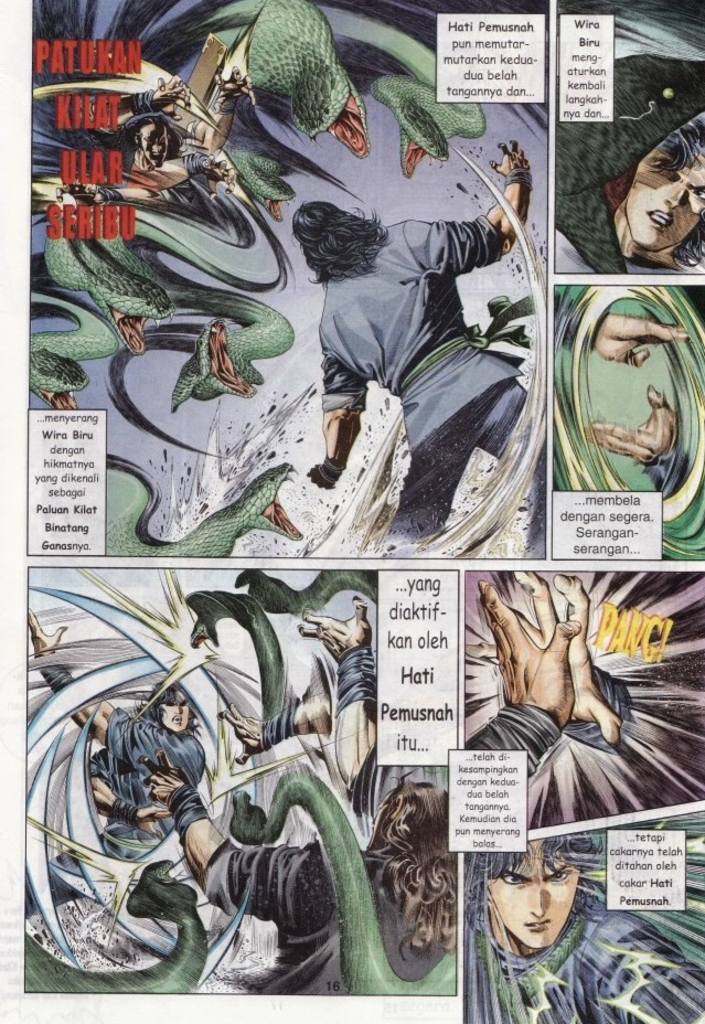 PATUKAN
KILAT
ULAR
SERIBU
Hati Pemusnah
pun memutar-
mutarkan kedua-
dua belah
tangannya dan...
Wira
Biru
meng-
aturkan
kembali
langkah-
nya dan...
...menyerang
Wira Biru
dengan
hikmatnya
yang dikenali
sebagai
Paluan Kilat
Binatang
Ganasnya.
...membela
dengan segera.
Serangan-
serangan...
...yang
diaktif-
kan oleh
Hati
Pemusnah
itu...
PANG!
...telah di-
kesampingkan
dengan kedua-
dua belah
tangannya.
Kemudian dia
pun menyerang
balas...
...tetapi
cakarnya telah
ditahan oleh
cakar Hati
Pemusnah.
16